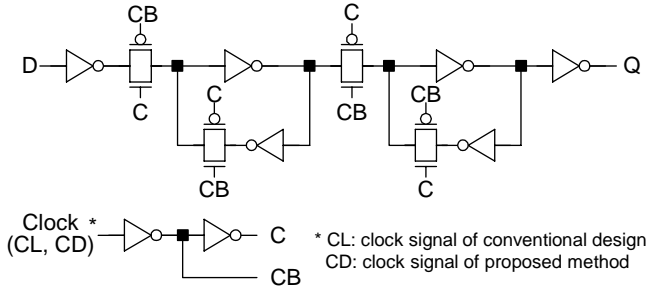 CB
C
D
Q
C
C
CB
CB
CB
C
Clock *
(CL, CD)
C
CB
* CL: clock signal of conventional design
CD: clock signal of proposed method